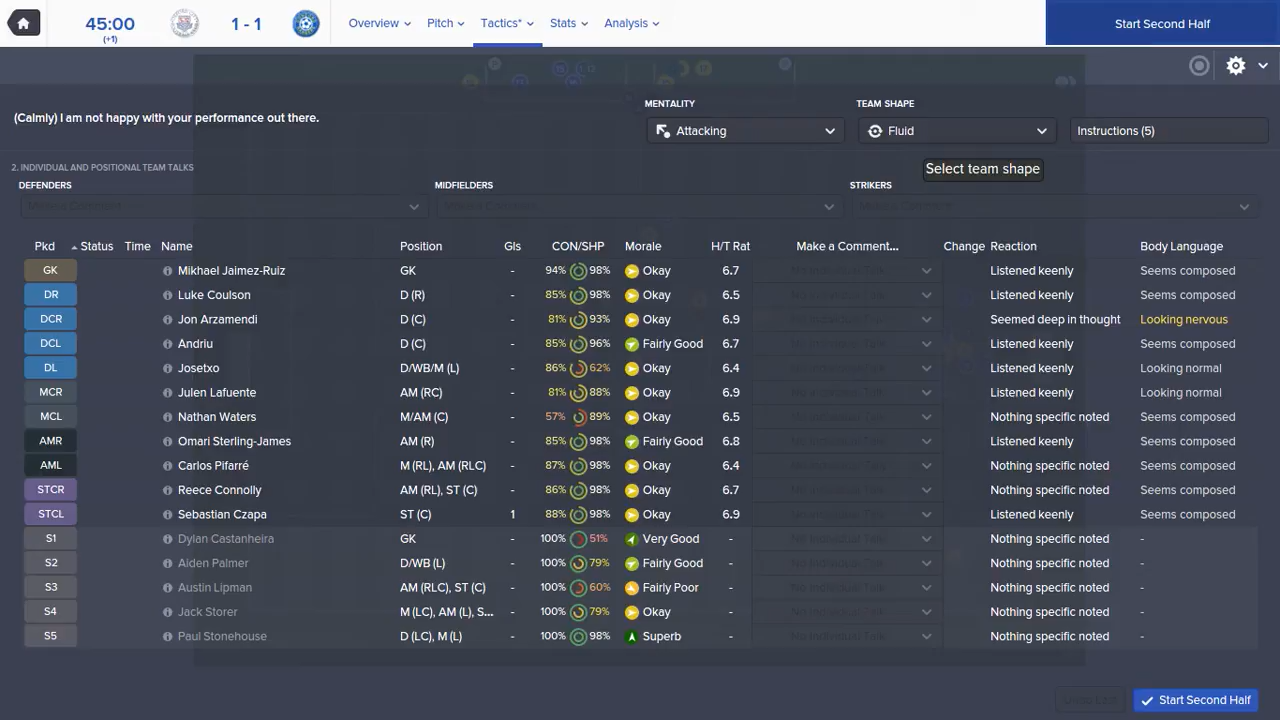 45:00
(+1)
1 - 1
Overview
Pitch
Tactics*
Stats
Analysis
Start Second Half
(Calmly) I am not happy with your performance out there.
MENTALITY
TEAM SHAPE
Attacking
Fluid
Instructions (5)
2. INDIVIDUAL AND POSITIONAL TEAM TALKS
Select team shape
DEFENDERS
MIDFIELDERS
STRIKERS
Pkd Status Time Name Position Gls CON/SHP Morale H/T Rat Make a Comment... Change Reaction Body Language
GK Mikhael Jaimez-Ruiz GK - 94% 98% Okay 6.7 Listened keenly Seems composed
DR Luke Coulson D (R) - 85% 98% Okay 6.5 Listened keenly Seems composed
DCR Jon Arzamendi D (C) - 81% 93% Okay 6.9 Seemed deep in thought Looking nervous
DCL Andriu D (C) - 85% 96% Fairly Good 6.7 Listened keenly Seems composed
DL Josetxo D/WB/M (L) - 86% 62% Okay 6.4 Listened keenly Looking normal
MCR Julen Lafuente AM (RC) - 81% 88% Okay 6.9 Listened keenly Looking normal
MCL Nathan Waters M/AM (C) - 57% 89% Okay 6.5 Nothing specific noted Seems composed
AMR Omari Sterling-James AM (R) - 85% 98% Fairly Good 6.8 Listened keenly Seems composed
AML Carlos Pifarré M (RL), AM (RLC) - 87% 98% Okay 6.4 Nothing specific noted Seems composed
STCR Reece Connolly AM (RL), ST (C) - 86% 98% Okay 6.7 Nothing specific noted Seems composed
STCL Sebastian Czapa ST (C) 1 88% 98% Okay 6.9 Nothing specific noted Seems composed
S1 Dylan Castanheira GK - 100% 51% Very Good - Nothing specific noted -
S2 Aiden Palmer D/WB (L) - 100% 79% Fairly Good - Nothing specific noted -
S3 Austin Lipman AM (RLC), ST (C) - 100% 60% Fairly Poor - Nothing specific noted -
S4 Jack Storer M (LC), AM (L), S... - 100% 79% Okay - Nothing specific noted -
S5 Paul Stonehouse D (LC), M (L) - 100% 98% Superb - Nothing specific noted -
Start Second Half